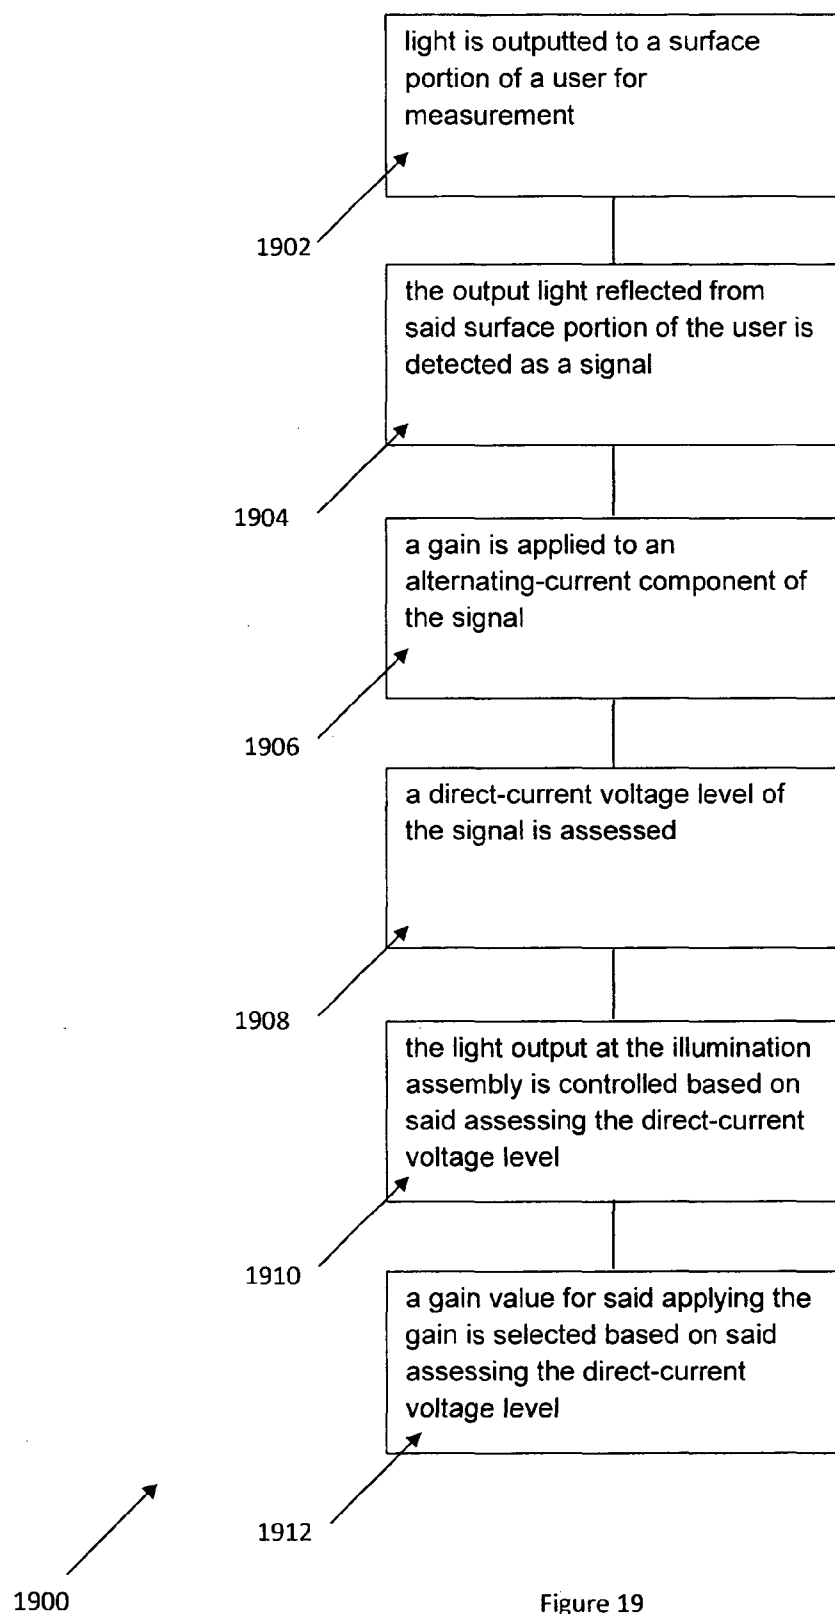 light is outputted to a surface
portion of a user for
measurement
1902
the output light reflected from
said surface portion of the user is
detected as a signal
1904
a gain is applied to an
alternating-current component of
the signal
1906
a direct-current voltage level of
the signal is assessed
1908
the light output at the illumination
assembly is controlled based on
said assessing the direct-current
voltage level
1910
a gain value for said applying the
gain is selected based on said
assessing the direct-current
voltage level
1912
1900
Figure 19